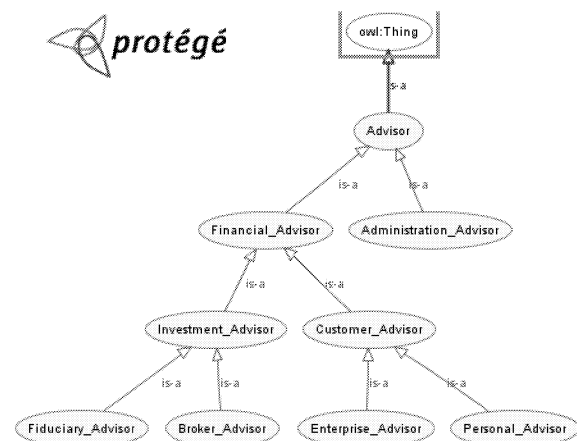 protégé
owl:Thing
is-a
Advisor
is-a
is-a
Financial_Advisor
Administration_Advisor
is-a
is-a
Investment_Advisor
Customer_Advisor
is-a
is-a
is-a
is-a
Fiduciary_Advisor
Broker_Advisor
Enterprise_Advisor
Personal_Advisor